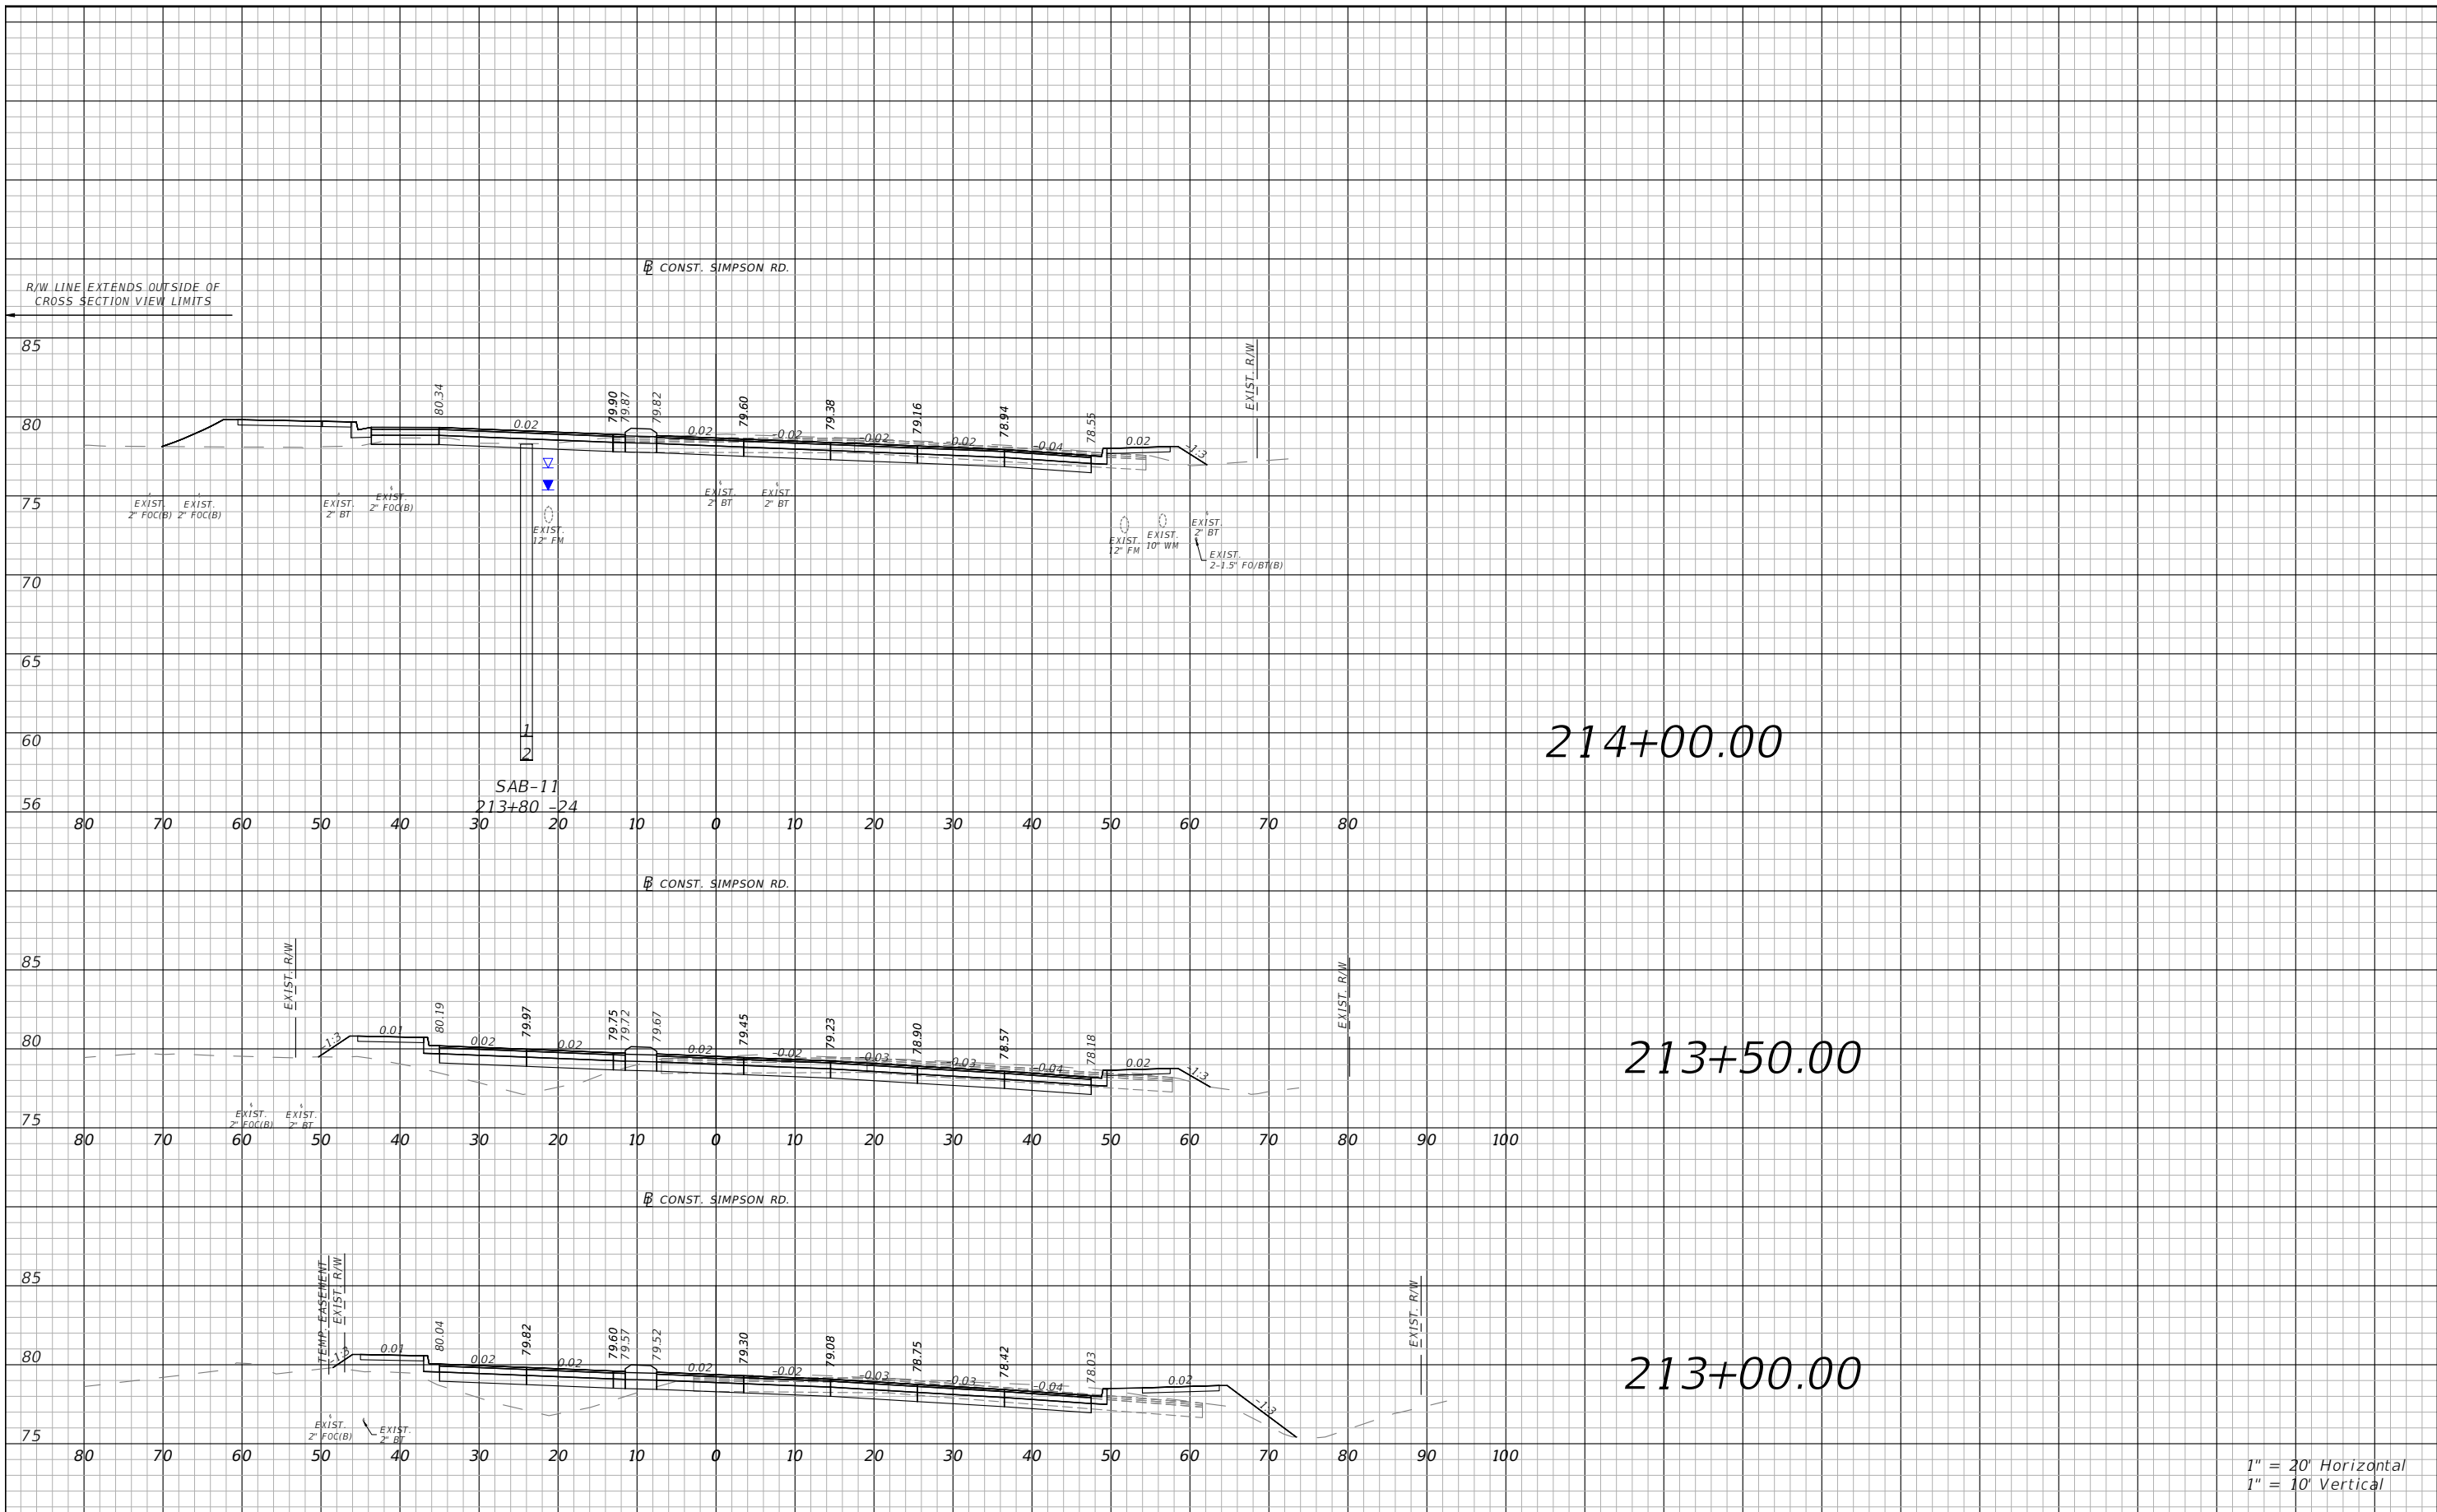 ℄ CONST. SIMPSON RD.
R/W LINE EXTENDS OUTSIDE OF
CROSS SECTION VIEW LIMITS
85
EXIST. R/W
80.34
79.90
79.87
79.82
79.60
79.38
79.16
78.94
78.55
80
0.02
0.02
-0.02
-0.02
-0.02
-0.04
0.02
-1:3
75
EXIST.
2" FOC(B)
EXIST.
2" FOC(B)
EXIST.
2" BT
EXIST.
2" FOC(B)
EXIST.
12" FM
EXIST.
2" BT
EXIST.
2" BT
EXIST.
12" FM
EXIST.
10" WM
EXIST.
2" BT
EXIST.
2-1.5" FO/BT(B)
70
65
60
1
2
214+00.00
SAB-11
213+80 -24
56
80 70 60 50 40 30 20 10 0 10 20 30 40 50 60 70 80
℄ CONST. SIMPSON RD.
85
EXIST. R/W
EXIST. R/W
80.19
79.97
79.75
79.72
79.67
79.45
79.23
78.90
78.57
78.18
80
-1:3
0.01
0.02
0.02
0.02
-0.02
-0.03
-0.03
-0.04
0.02
-1:3
213+50.00
75
EXIST.
2" FOC(B)
EXIST.
2" BT
80 70 60 50 40 30 20 10 0 10 20 30 40 50 60 70 80 90 100
℄ CONST. SIMPSON RD.
85
TEMP. EASEMENT
EXIST. R/W
EXIST. R/W
80.04
79.82
79.60
79.57
79.52
79.30
79.08
78.75
78.42
78.03
80
-1:3
0.01
0.02
0.02
0.02
-0.02
-0.03
-0.03
-0.04
0.02
-1:3
213+00.00
75
EXIST.
2" FOC(B)
EXIST.
2" BT
80 70 60 50 40 30 20 10 0 10 20 30 40 50 60 70 80 90 100
1" = 20' Horizontal
1" = 10' Vertical